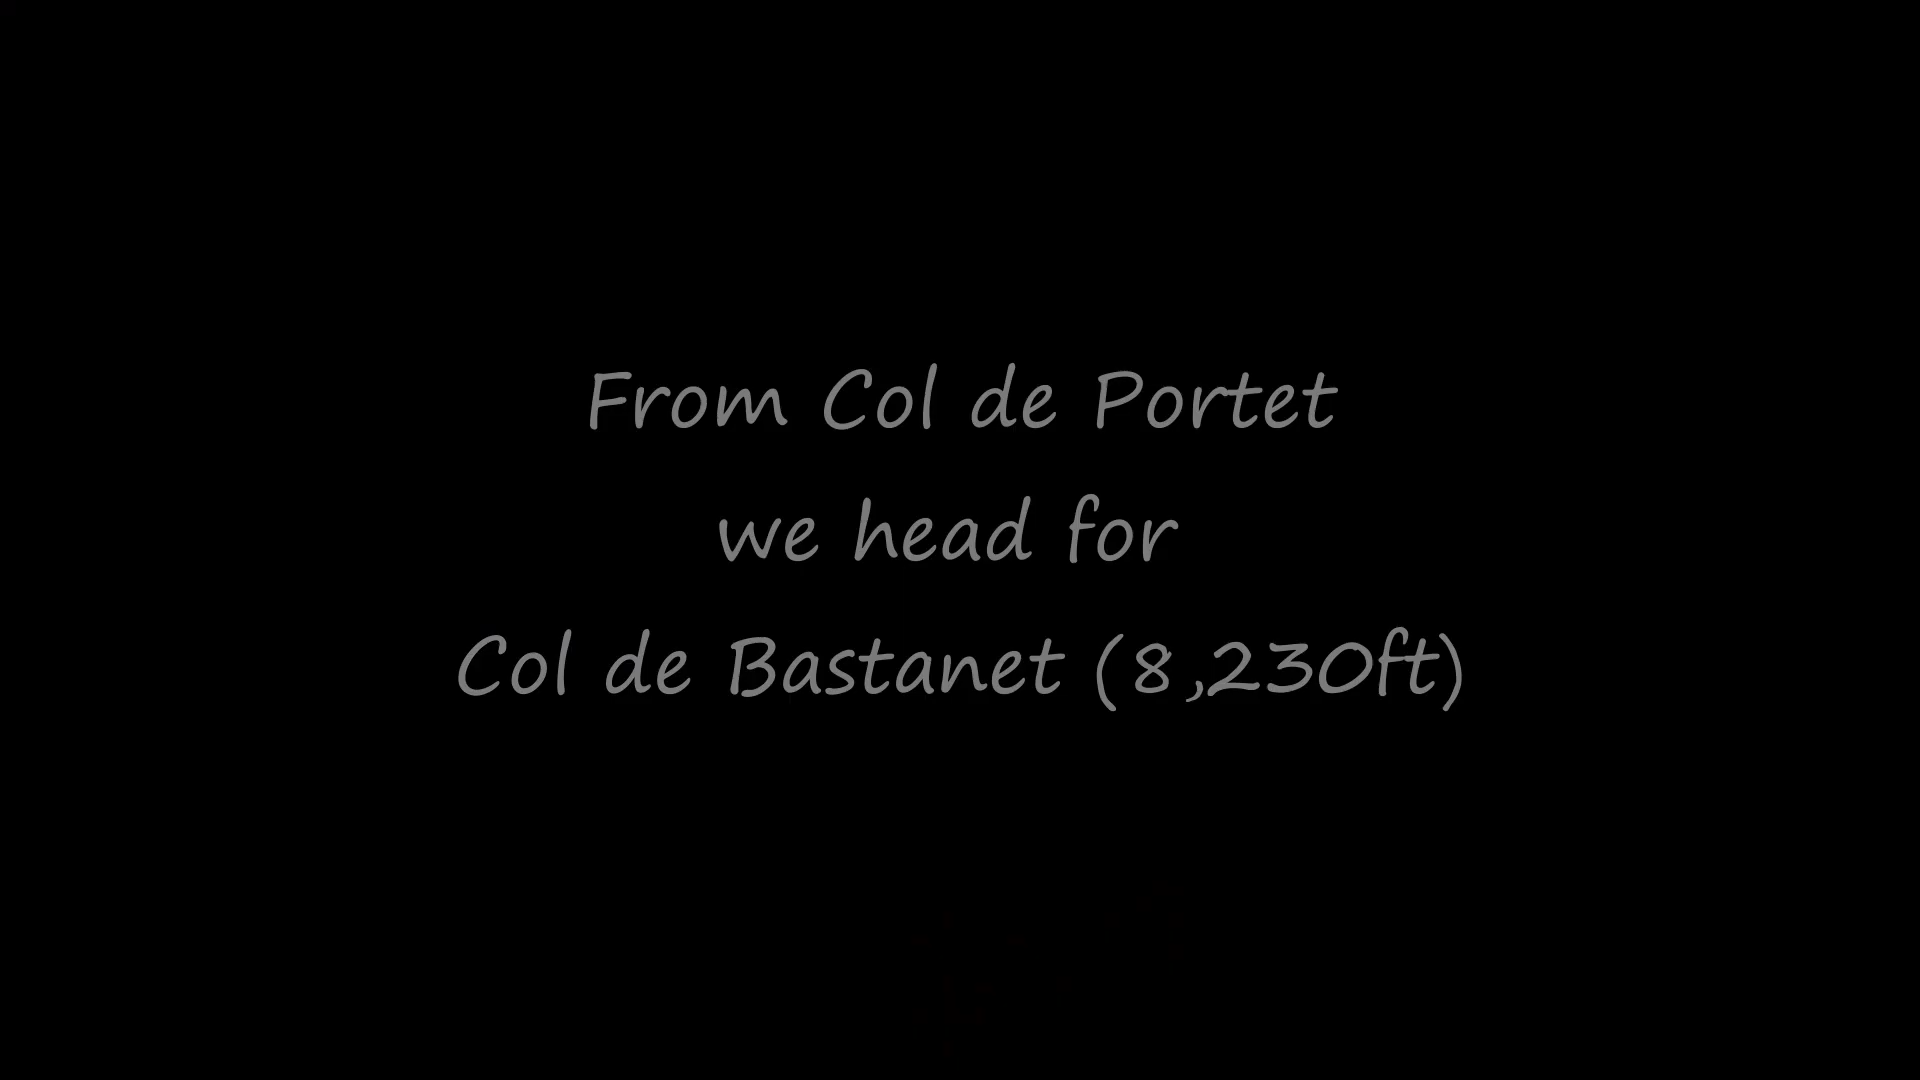 From Col de Portet
we head for
Col de Bastanet (8,230ft)